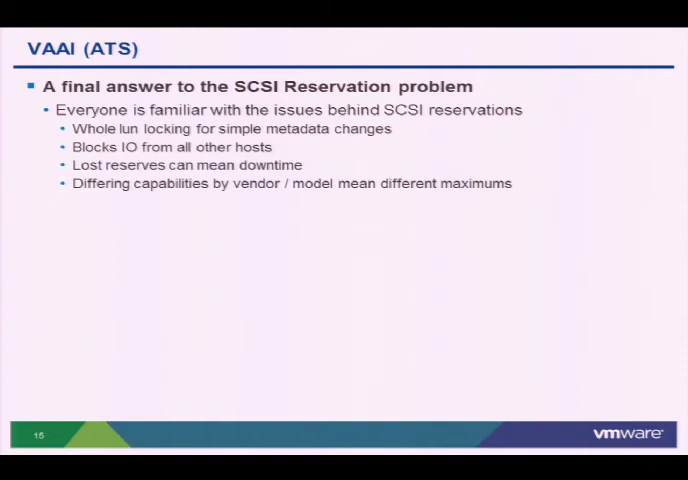 VAAI (ATS)
A final answer to the SCSI Reservation problem
Everyone is familiar with the issues behind SCSI reservations
Whole lun locking for simple metadata changes
Blocks IO from all other hosts
Lost reserves can mean downtime
Differing capabilities by vendor / model mean different maximums
15
vmware